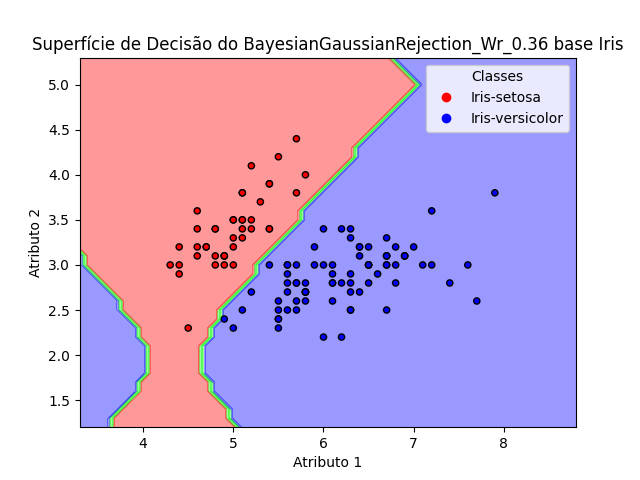 Superfície de Decisão do BayesianGaussianRejection_Wr_0.36 base Iris
Classes
Iris-setosa
Iris-versicolor
5.0
4.5
4.0
3.5
3.0
2.5
2.0
1.5
Atributo 2
4 5 6 7 8
Atributo 1